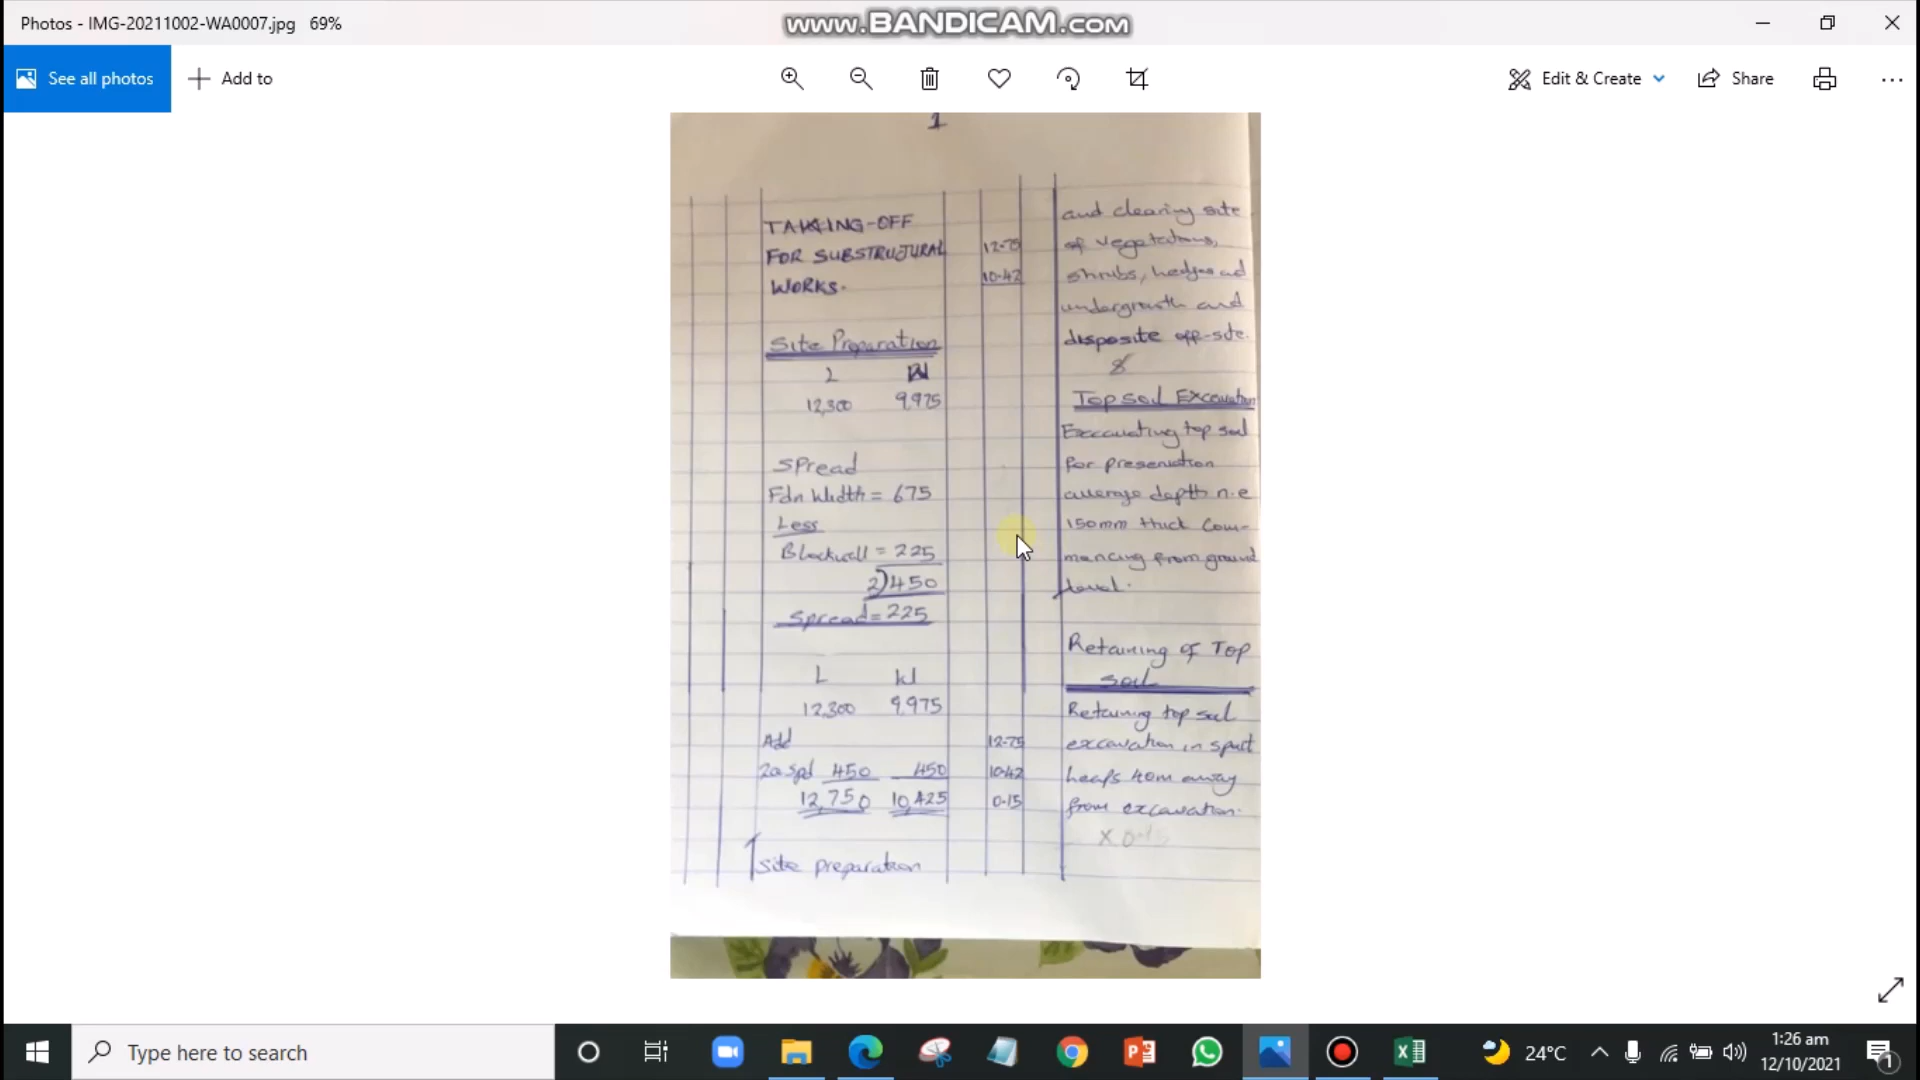 Photos - IMG-20211002-WA0007.jpg 69%
www.BANDICAM.com
See all photos
Add to
Edit & Create
Share
1
TAKING-OFF
FOR SUBSTRUTURAL
WORKS.
Site Preparation
L W
12,300 9,975
Spread
Fdn Width = 675
Less
Blockwall = 225
2)450
Spread = 225
L W
12,300 9,975
Add
2a Spd 450 450
12,750 10,425
Site preparation
12.75
10.42
and clearing site
of vegetations,
shrubs, hedges and
undergrowth and
disposite off-site.
&
Top soil Excavation
Excavating top soil
for preservation
average depth n.e
150mm thick Com-
mencing from ground
level.
Retaining of Top
soil
12.75
10.42
0.15
Retaining top soil
excavation in spoil
heaps 40m away
from excavation.
Type here to search
24°C
1:26 am
12/10/2021
1